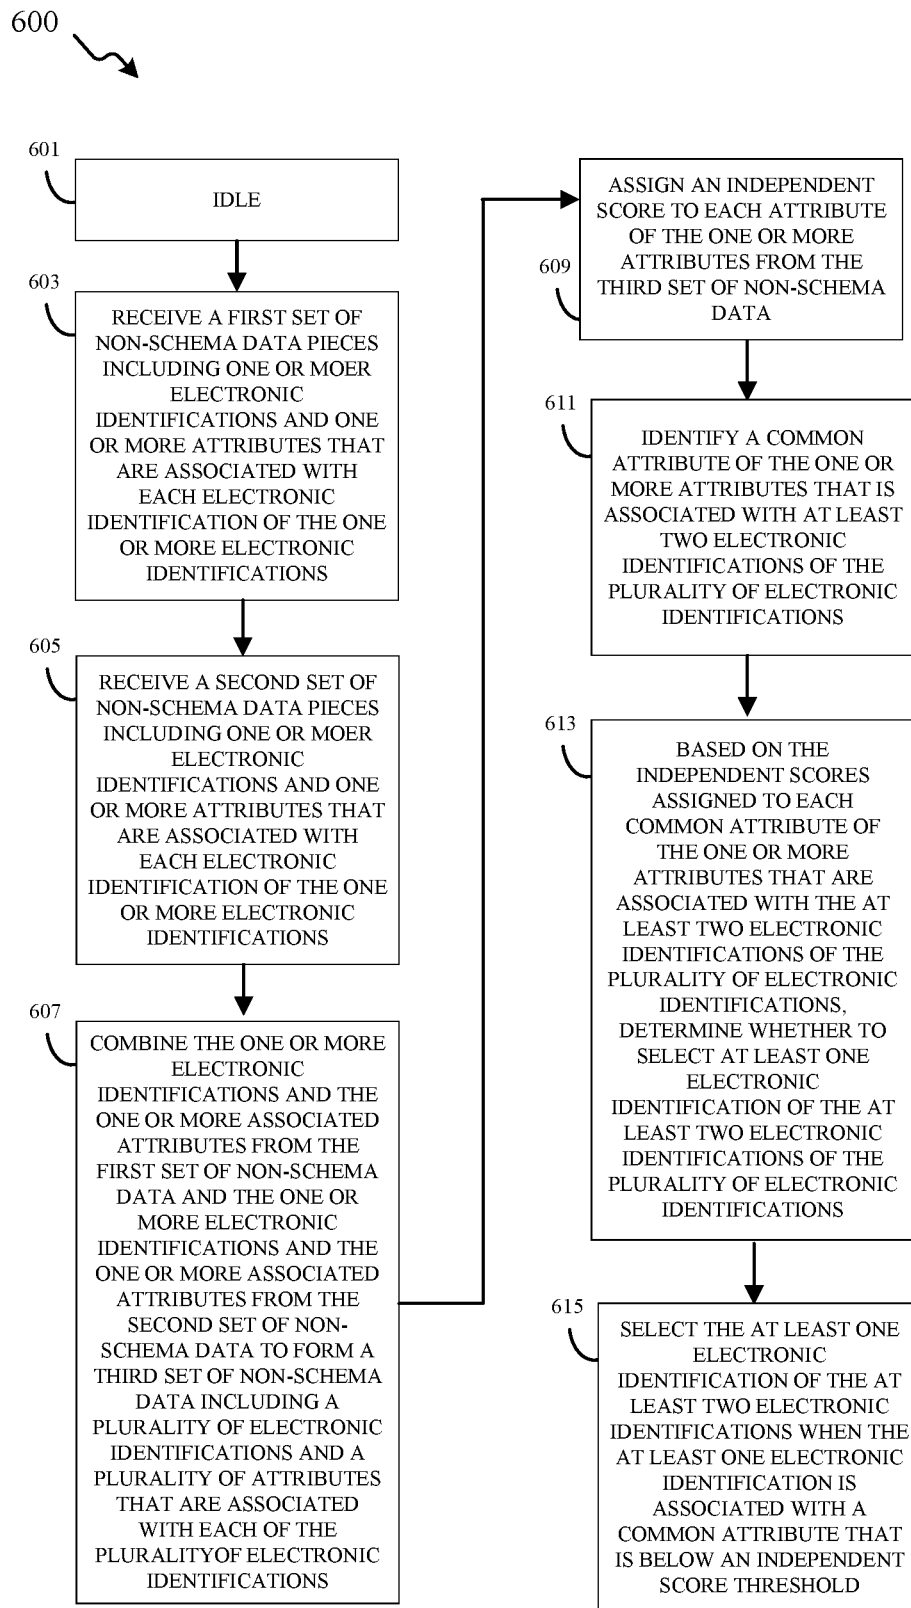 600
601
IDLE
603
RECEIVE A FIRST SET OF
NON-SCHEMA DATA PIECES
INCLUDING ONE OR MOER
ELECTRONIC
IDENTIFICATIONS AND ONE
OR MORE ATTRIBUTES THAT
ARE ASSOCIATED WITH
EACH ELECTRONIC
IDENTIFICATION OF THE ONE
OR MORE ELECTRONIC
IDENTIFICATIONS
605
RECEIVE A SECOND SET OF
NON-SCHEMA DATA PIECES
INCLUDING ONE OR MOER
ELECTRONIC
IDENTIFICATIONS AND ONE
OR MORE ATTRIBUTES THAT
ARE ASSOCIATED WITH
EACH ELECTRONIC
IDENTIFICATION OF THE ONE
OR MORE ELECTRONIC
IDENTIFICATIONS
607
COMBINE THE ONE OR MORE
ELECTRONIC
IDENTIFICATIONS AND THE
ONE OR MORE ASSOCIATED
ATTRIBUTES FROM THE
FIRST SET OF NON-SCHEMA
DATA AND THE ONE OR
MORE ELECTRONIC
IDENTIFICATIONS AND THE
ONE OR MORE ASSOCIATED
ATTRIBUTES FROM THE
SECOND SET OF NON-
SCHEMA DATA TO FORM A
THIRD SET OF NON-SCHEMA
DATA INCLUDING A
PLURALITY OF ELECTRONIC
IDENTIFICATIONS AND A
PLURALITY OF ATTRIBUTES
THAT ARE ASSOCIATED
WITH EACH OF THE
PLURALITYOF ELECTRONIC
IDENTIFICATIONS
609
ASSIGN AN INDEPENDENT
SCORE TO EACH ATTRIBUTE
OF THE ONE OR MORE
ATTRIBUTES FROM THE
THIRD SET OF NON-SCHEMA
DATA
611
IDENTIFY A COMMON
ATTRIBUTE OF THE ONE OR
MORE ATTRIBUTES THAT IS
ASSOCIATED WITH AT LEAST
TWO ELECTRONIC
IDENTIFICATIONS OF THE
PLURALITY OF ELECTRONIC
IDENTIFICATIONS
613
BASED ON THE
INDEPENDENT SCORES
ASSIGNED TO EACH
COMMON ATTRIBUTE OF
THE ONE OR MORE
ATTRIBUTES THAT ARE
ASSOCIATED WITH THE AT
LEAST TWO ELECTRONIC
IDENTIFICATIONS OF THE
PLURALITY OF ELECTRONIC
IDENTIFICATIONS,
DETERMINE WHETHER TO
SELECT AT LEAST ONE
ELECTRONIC
IDENTIFICATION OF THE AT
LEAST TWO ELECTRONIC
IDENTIFICATIONS OF THE
PLURALITY OF ELECTRONIC
IDENTIFICATIONS
615
SELECT THE AT LEAST ONE
ELECTRONIC
IDENTIFICATION OF THE AT
LEAST TWO ELECTRONIC
IDENTIFICATIONS WHEN THE
AT LEAST ONE ELECTRONIC
IDENTIFICATION IS
ASSOCIATED WITH A
COMMON ATTRIBUTE THAT
IS BELOW AN INDEPENDENT
SCORE THRESHOLD